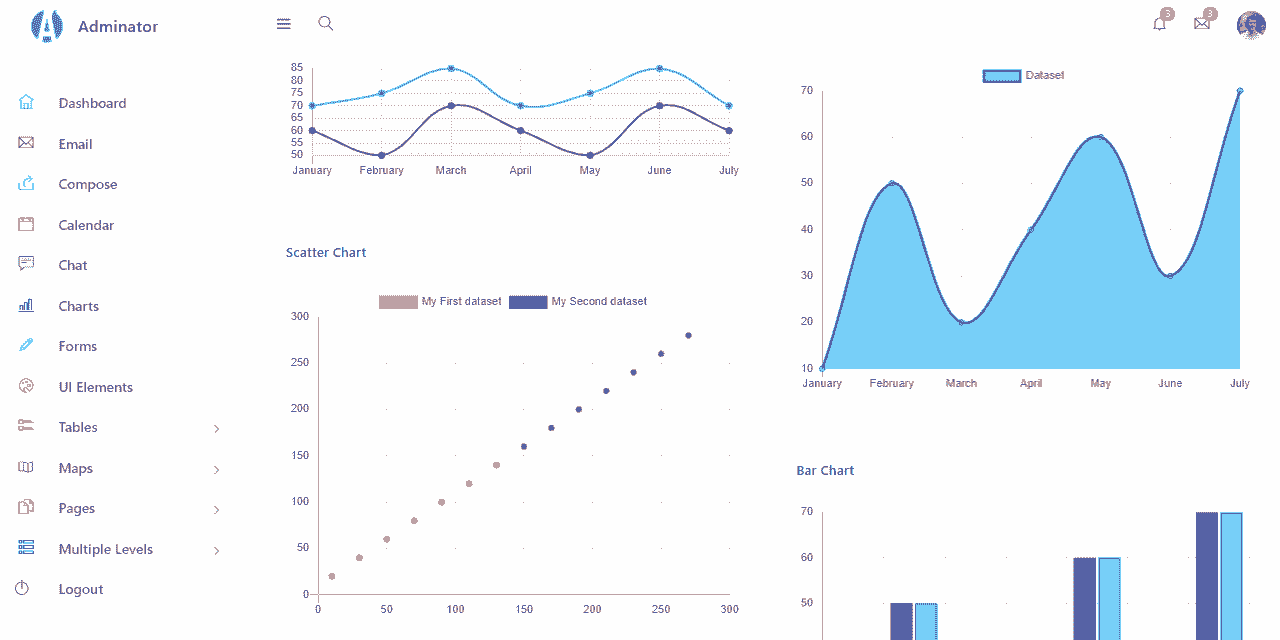 Adminator
3
3
Dashboard
Email
Compose
Calendar
Chat
Charts
Forms
UI Elements
Tables
Maps
Pages
Multiple Levels
Logout
85
80
75
70
65
60
55
50
January February March April May June July
Scatter Chart
My First dataset My Second dataset
300
250
200
150
100
50
0
0 50 100 150 200 250 300
Dataset
70
60
50
40
30
20
10
January February March April May June July
Bar Chart
70
60
50